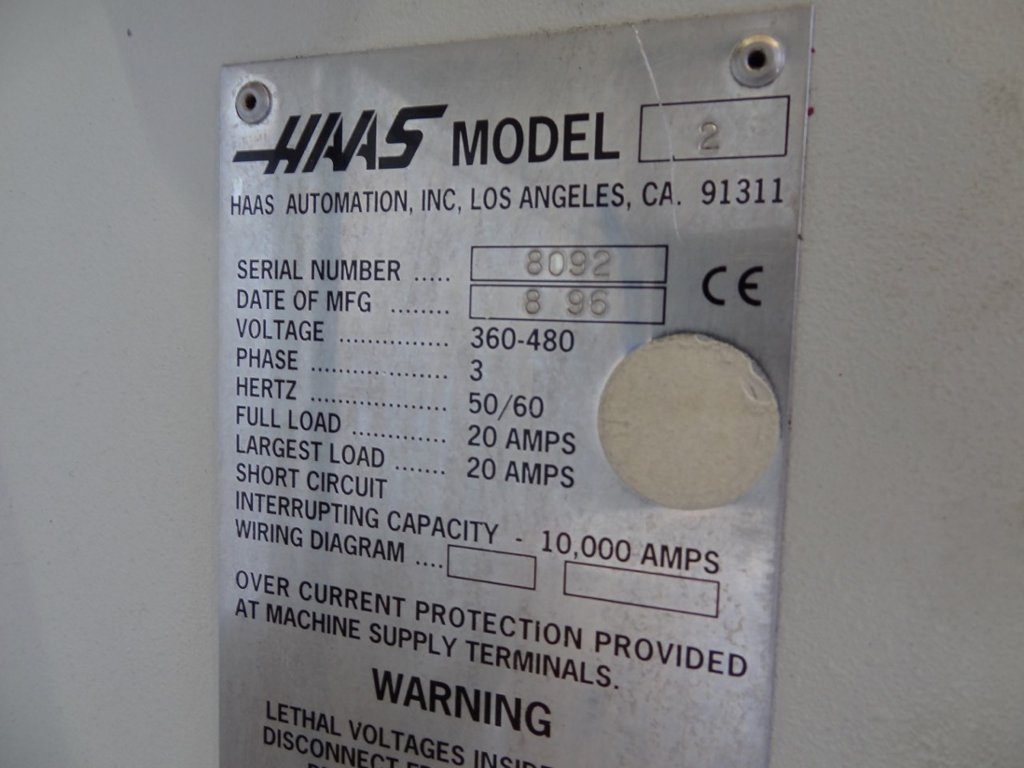 HAAS MODEL 2
HAAS AUTOMATION, INC, LOS ANGELES, CA. 91311
SERIAL NUMBER ..... 8092
CE
DATE OF MFG ........ 8 96
VOLTAGE ............... 360-480
PHASE ................... 3
HERTZ .................... 50/60
FULL LOAD ............. 20 AMPS
LARGEST LOAD ....... 20 AMPS
SHORT CIRCUIT
INTERRUPTING CAPACITY - 10,000 AMPS
WIRING DIAGRAM ....
OVER CURRENT PROTECTION PROVIDED
AT MACHINE SUPPLY TERMINALS.
WARNING
LETHAL VOLTAGES
DISCONNECT